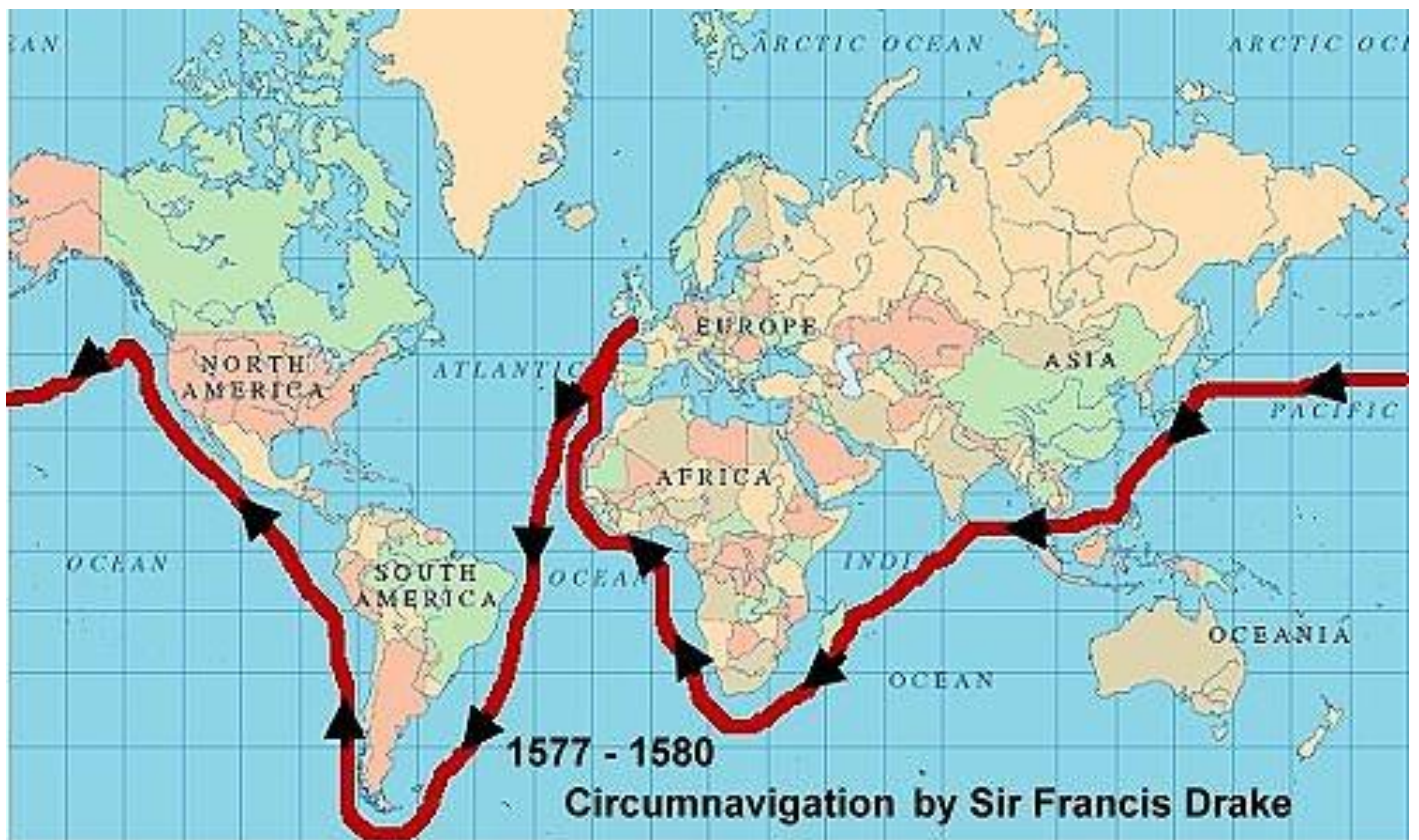 EAN
ARCTIC OCEAN
ARCTIC OC
EUROPE
NORTH
AMERICA
ATLANTIC
ASIA
PACIFIC
AFRICA
OCEAN
INDI
OCEAN
SOUTH
AMERICA
OCEANIA
OCEAN
1577 - 1580
Circumnavigation by Sir Francis Drake